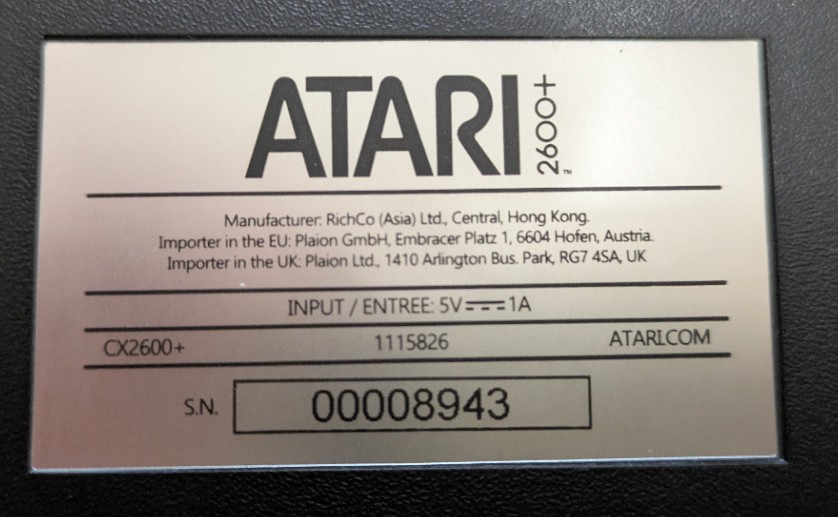 ATARI 2600+™
Manufacturer: RichCo (Asia) Ltd., Central, Hong Kong.
Importer in the EU: Plaion GmbH, Embracer Platz 1, 6604 Hofen, Austria.
Importer in the UK: Plaion Ltd., 1410 Arlington Bus. Park, RG7 4SA, UK
INPUT / ENTREE: 5V⎓1A
CX2600+ 1115826 ATARI.COM
S.N. 00008943